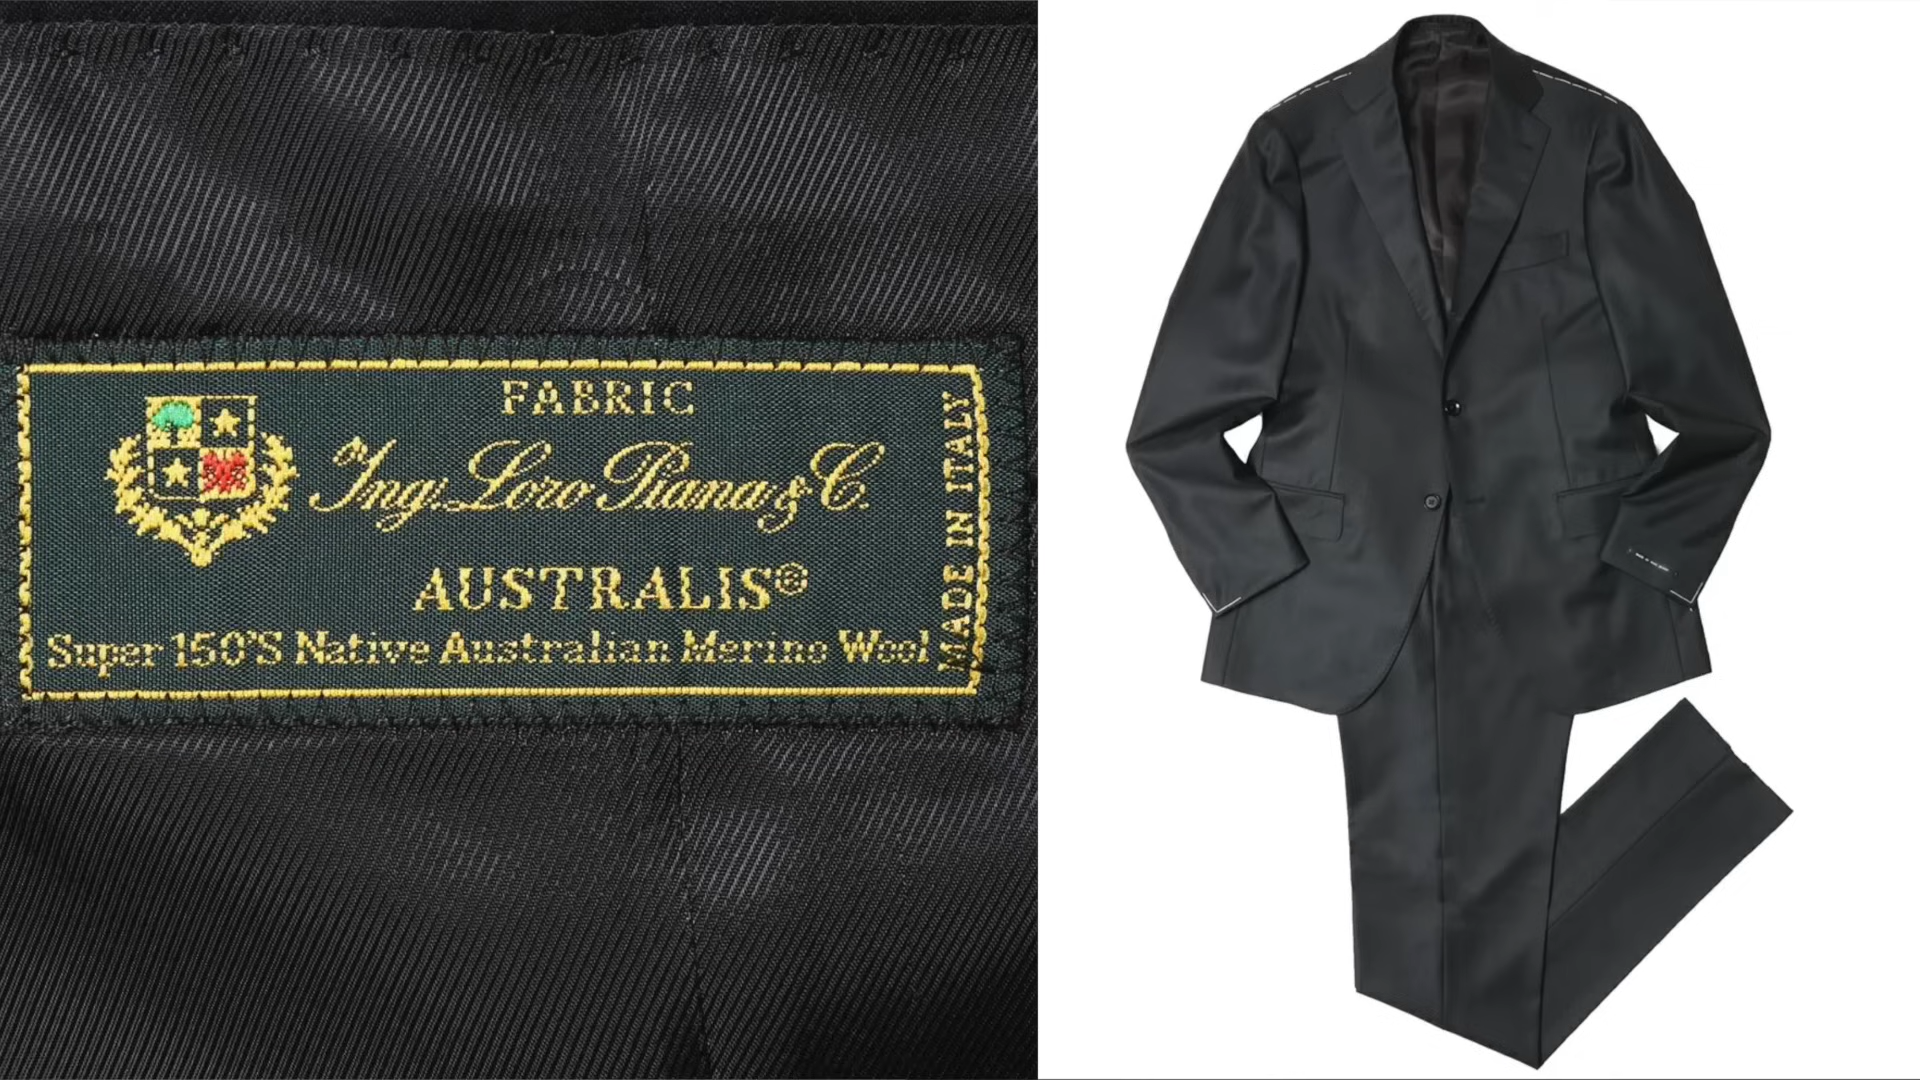 FABRIC
Ing. Loro Piana & C.
AUSTRALIS®
Super 150'S Native Australian Merino Wool
MADE IN ITALY